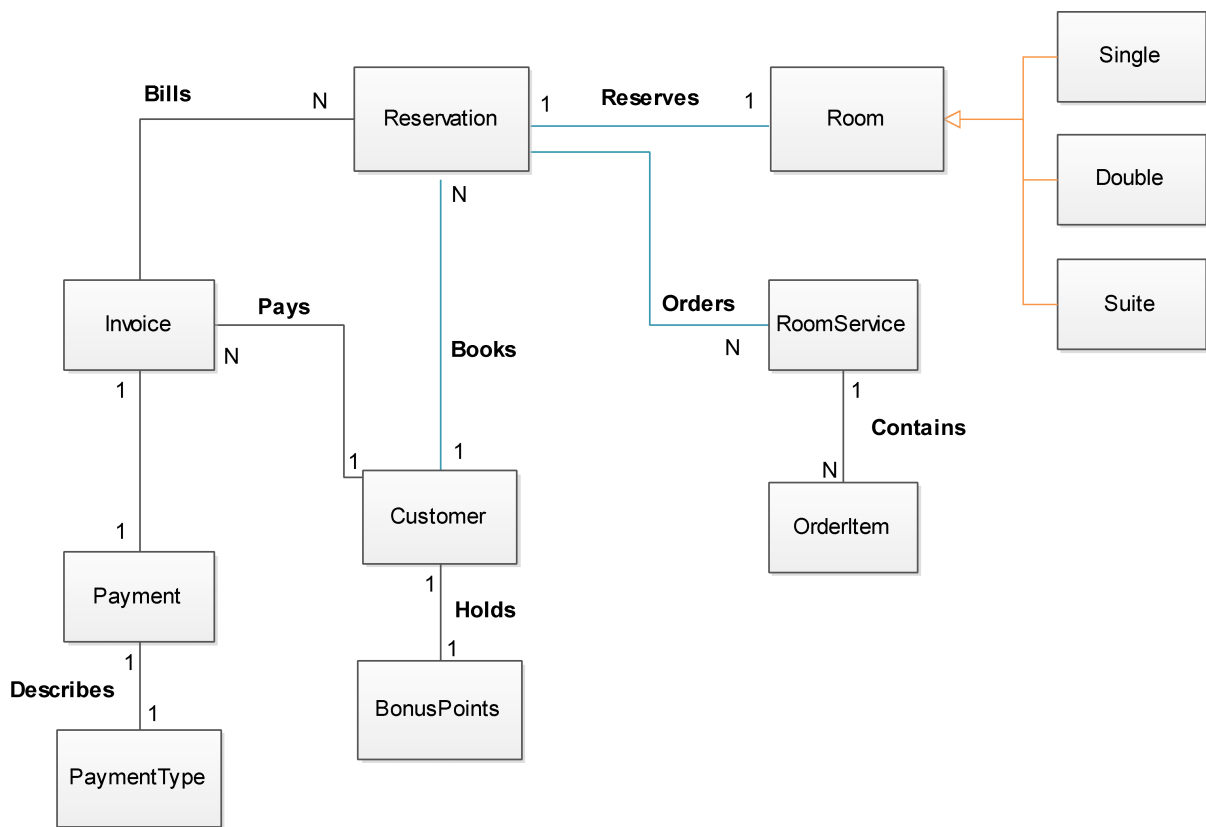 Single
Bills
N
Reservation
1
Reserves
1
Room
Double
N
Invoice
Pays
N
Orders
N
RoomService
Suite
Books
1
1
Contains
1
1
N
Customer
OrderItem
1
Payment
1
Holds
1
1
Describes
1
BonusPoints
PaymentType